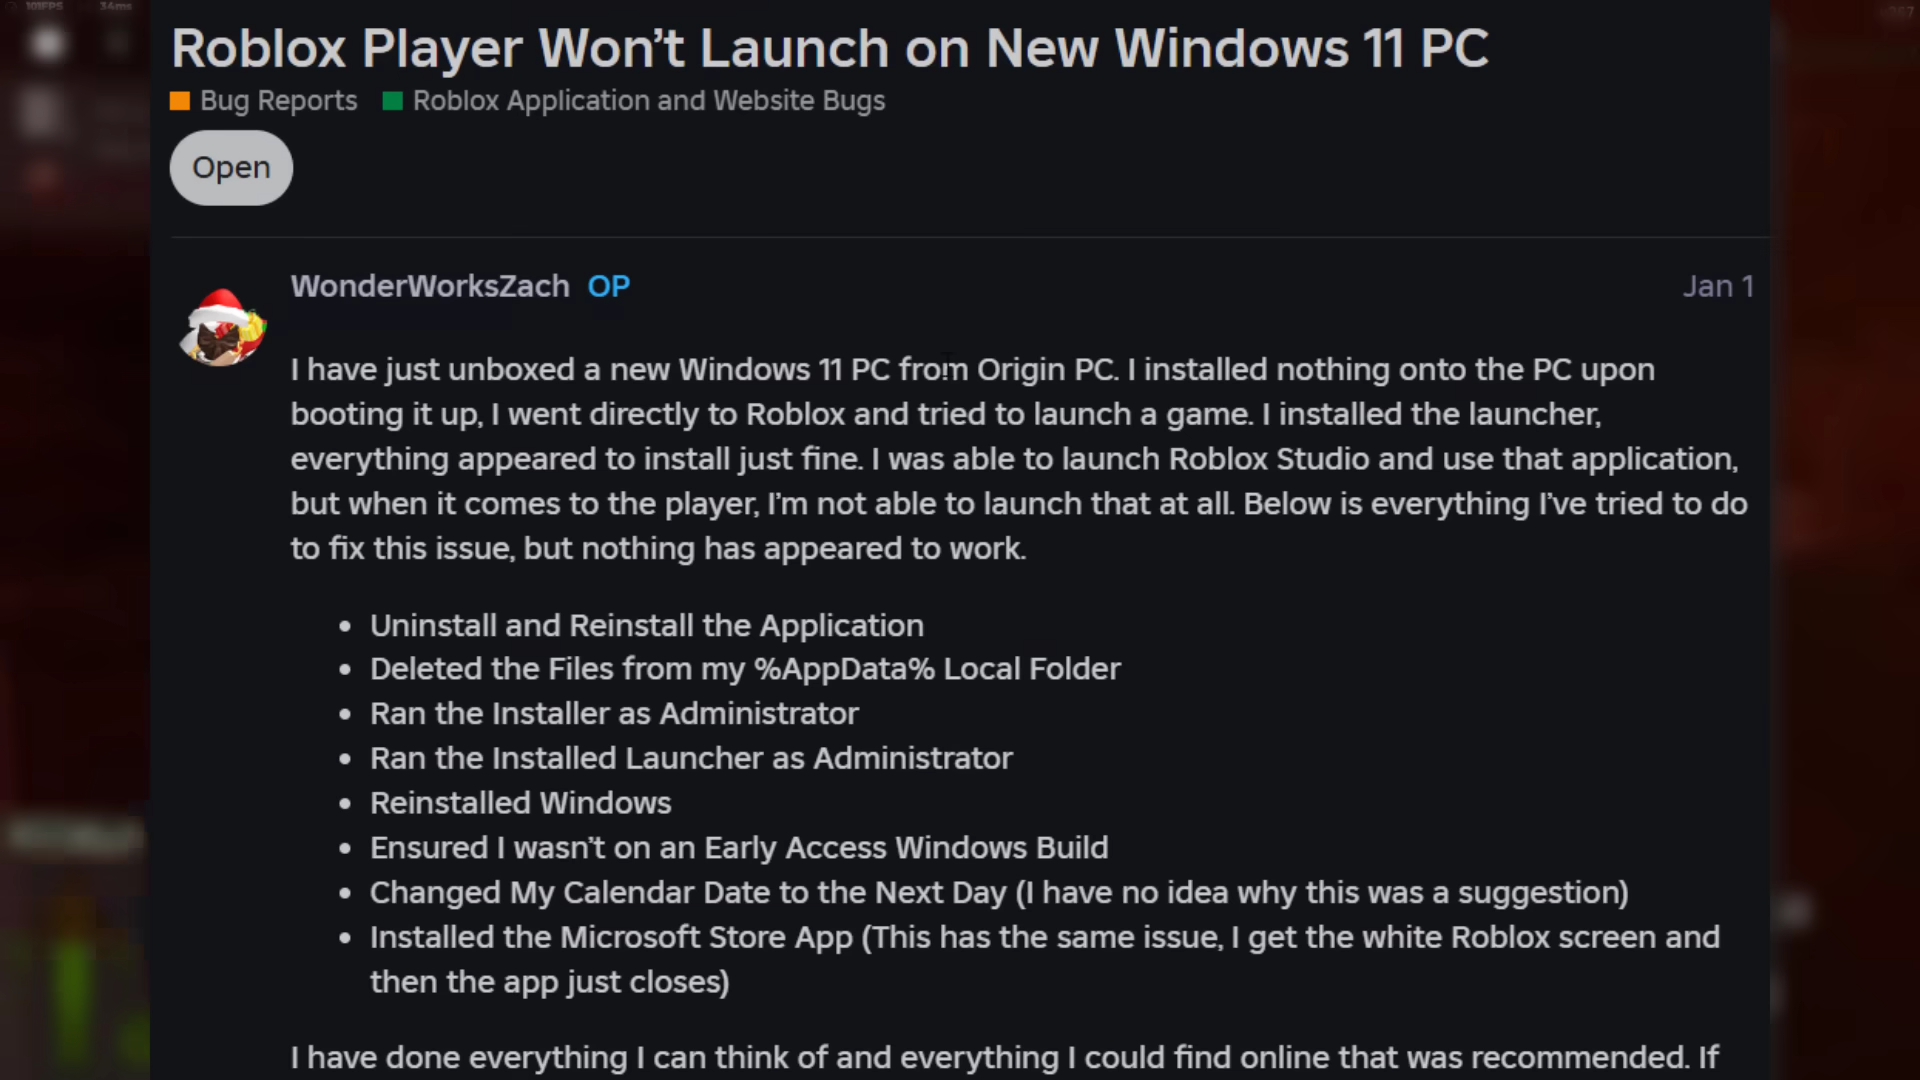 101FPS 34ms
Roblox Player Won't Launch on New Windows 11 PC
Bug Reports Roblox Application and Website Bugs
Open
WonderWorksZach OP Jan 1
I have just unboxed a new Windows 11 PC from Origin PC. I installed nothing onto the PC upon
booting it up, I went directly to Roblox and tried to launch a game. I installed the launcher,
everything appeared to install just fine. I was able to launch Roblox Studio and use that application,
but when it comes to the player, I'm not able to launch that at all. Below is everything I've tried to do
to fix this issue, but nothing has appeared to work.
• Uninstall and Reinstall the Application
• Deleted the Files from my %AppData% Local Folder
• Ran the Installer as Administrator
• Ran the Installed Launcher as Administrator
• Reinstalled Windows
• Ensured I wasn't on an Early Access Windows Build
• Changed My Calendar Date to the Next Day (I have no idea why this was a suggestion)
• Installed the Microsoft Store App (This has the same issue, I get the white Roblox screen and
then the app just closes)
I have done everything I can think of and everything I could find online that was recommended. If